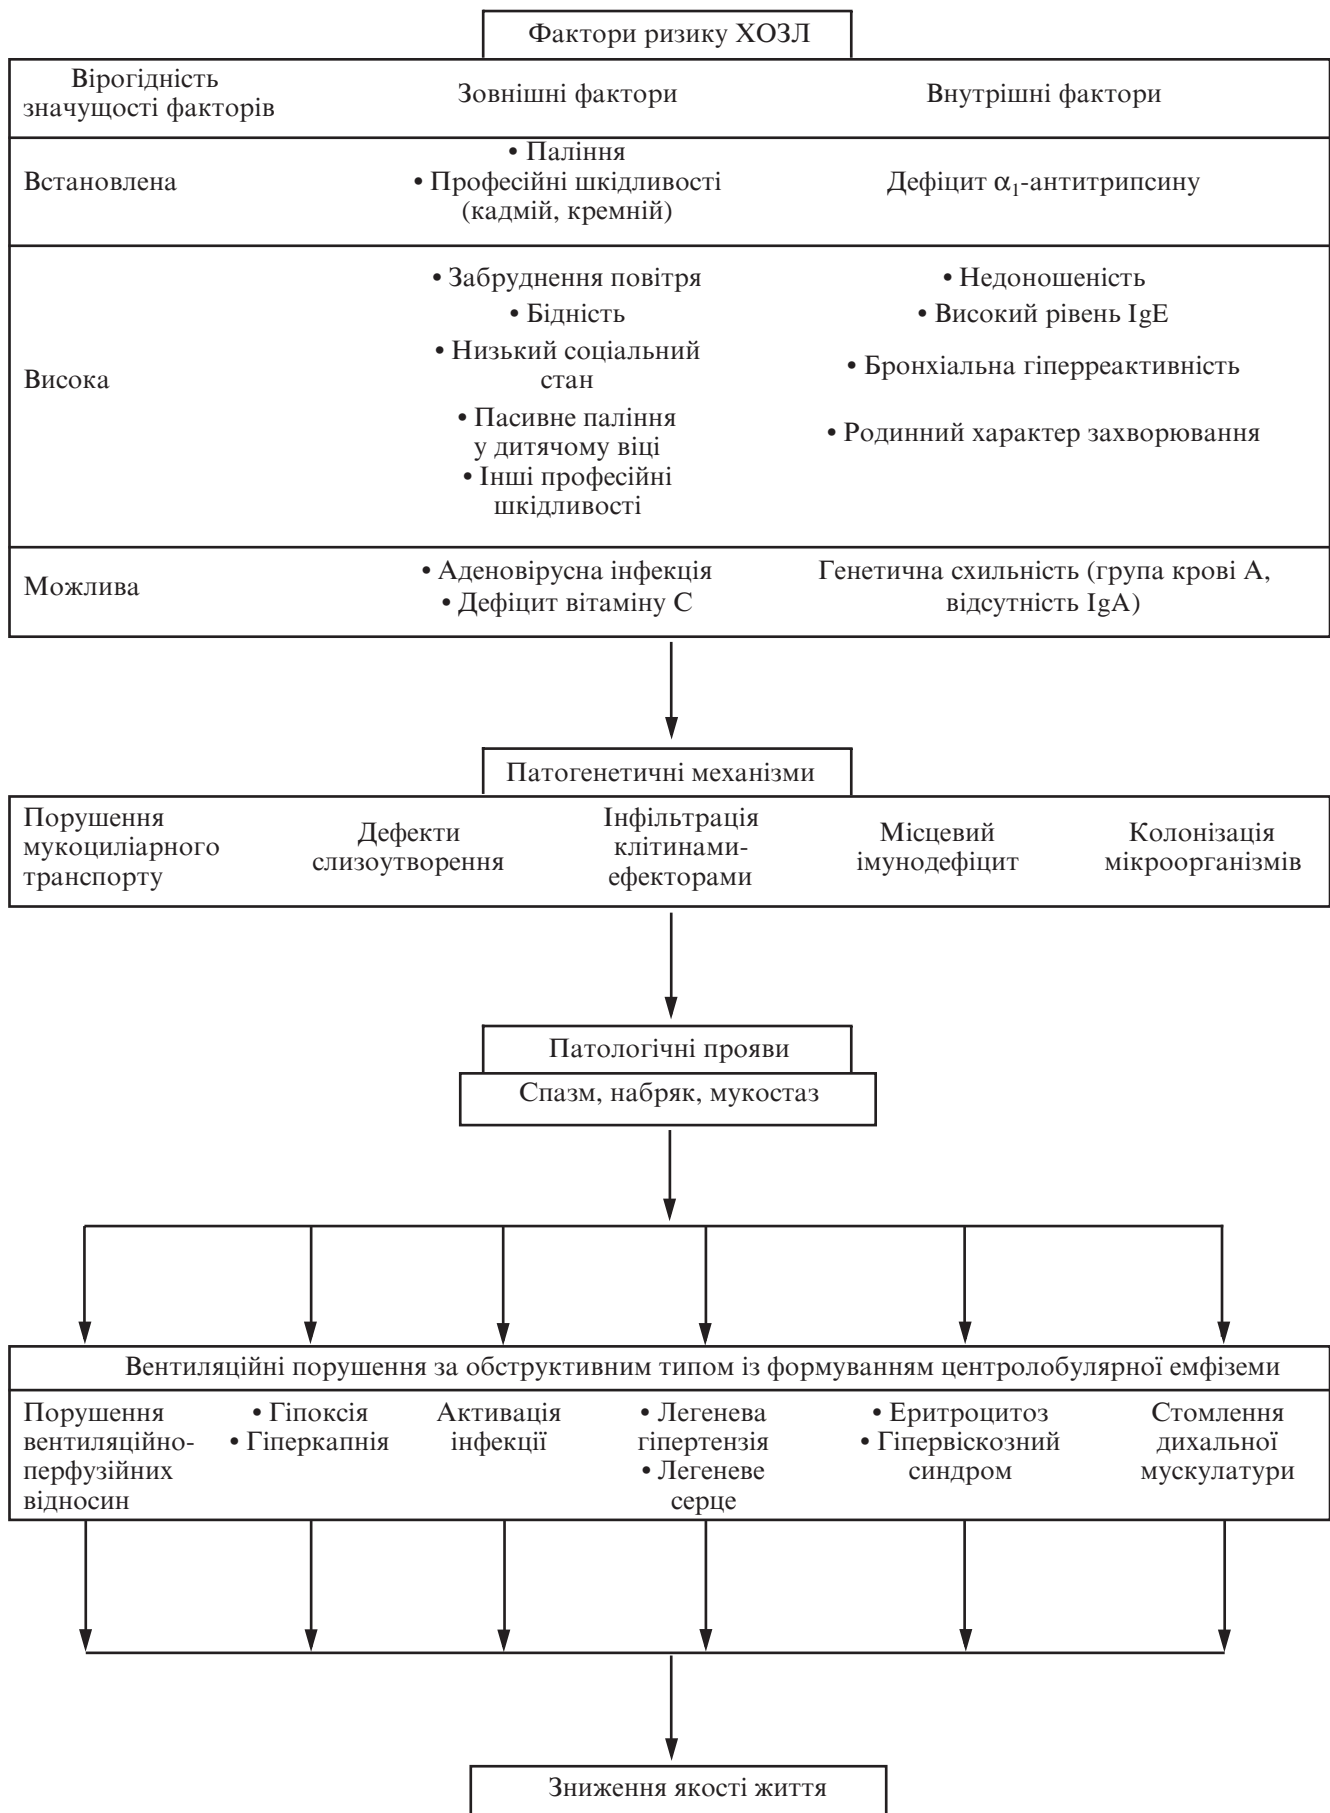 Фактори ризику ХОЗЛ
Вірогідність
значущості факторів
Зовнішні фактори
Внутрішні фактори
Встановлена
• Паління
• Професійні шкідливості
(кадмій, кремній)
Дефіцит α₁-антитрипсину
Висока
• Забруднення повітря
• Бідність
• Низький соціальний
стан
• Пасивне паління
у дитячому віці
• Інші професійні
шкідливості
• Недоношеність
• Високий рівень IgE
• Бронхіальна гіперреактивність
• Родинний характер захворювання
Можлива
• Аденовірусна інфекція
• Дефіцит вітаміну С
Генетична схильність (група крові А,
відсутність IgA)
Патогенетичні механізми
Порушення
мукоциліарного
транспорту
Дефекти
слизоутворення
Інфільтрація
клітинами-
ефекторами
Місцевий
імунодефіцит
Колонізація
мікроорганізмів
Патологічні прояви
Спазм, набряк, мукостаз
Вентиляційні порушення за обструктивним типом із формуванням центролобулярної емфіземи
Порушення
вентиляційно-
перфузійних
відносин
• Гіпоксія
• Гіперкапнія
Активація
інфекції
• Легенева
гіпертензія
• Легеневе
серце
• Еритроцитоз
• Гіпервіскозний
синдром
Стомлення
дихальної
мускулатури
Зниження якості життя